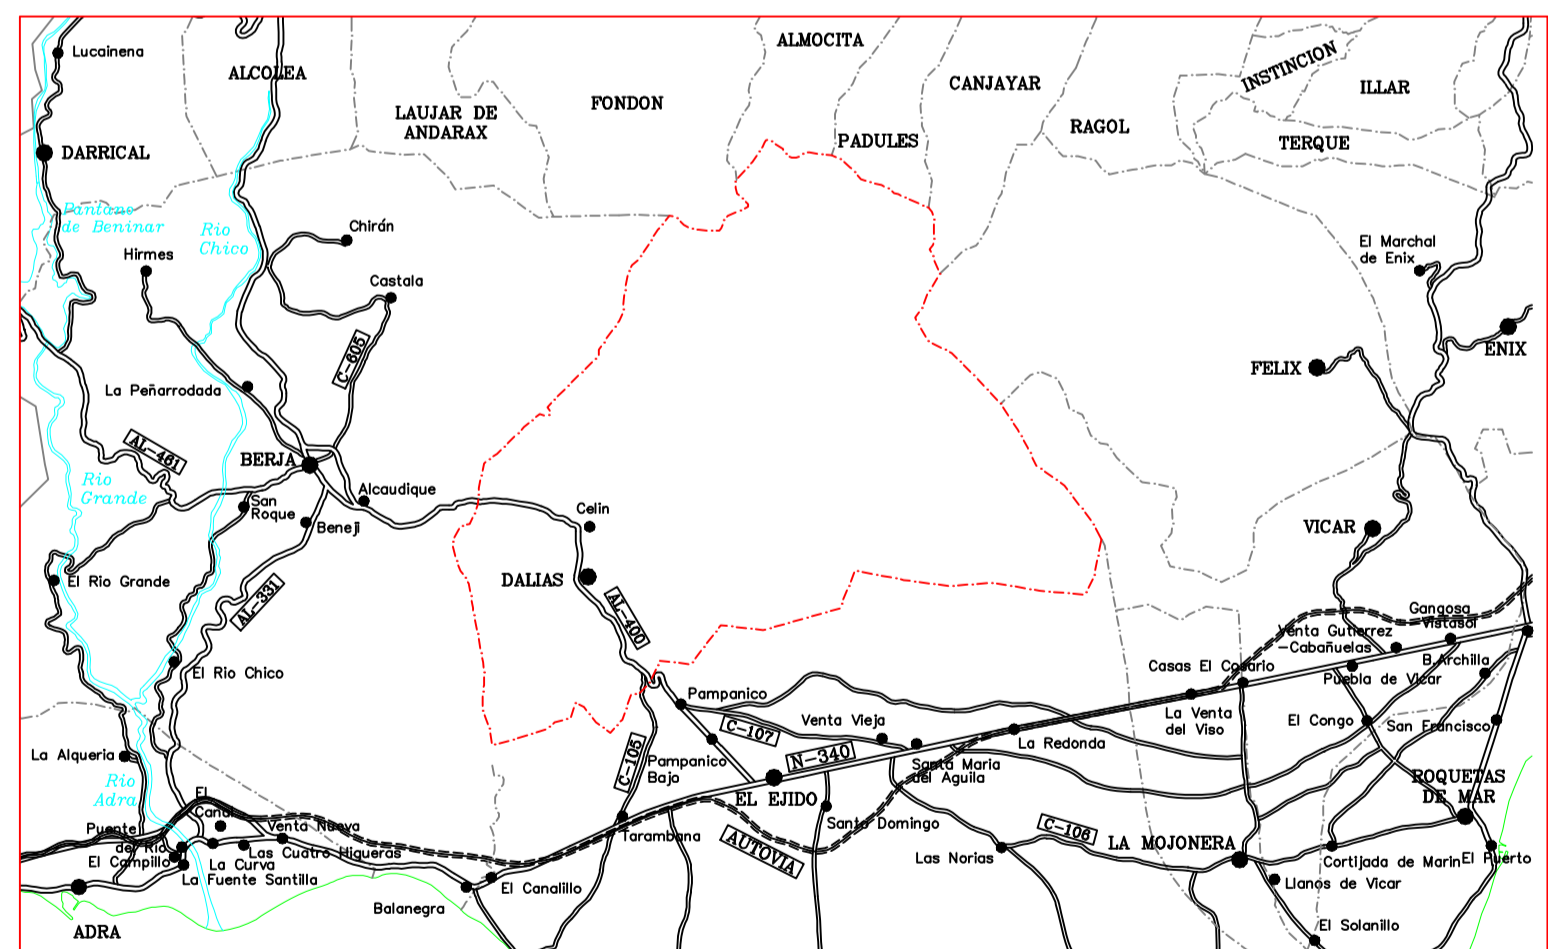 Lucainena
ALCOLEA
LAUJAR DE
ANDARAX
FONDON
ALMOCITA
PADULES
CANJAYAR
RAGOL
INSTINCION
ILLAR
TERQUE
DARRICAL
Pantano
de Beninar
Rio
Chico
Hirmes
Chirán
Castala
C-605
El Marchal
de Enix
ENIX
FELIX
La Peñarrodada
AL-461
BERJA
Rio
Grande
San
Roque
Alcaudique
Beneji
Celin
DALIAS
AL-400
VICAR
El Rio Grande
AL-331
El Rio Chico
Gangosa
Vistasol
Venta Gutierrez
-Cabañuelas
B.Archilla
Casas El Cosario
Puebla de Vicar
Pampanico
C-107
Venta Vieja
La Venta
del Viso
El Congo
San Francisco
La Alqueria
C-105
Pampanico
Bajo
N-340
La Redonda
Santa Maria
del Aguila
Rio
Adra
EL EJIDO
ROQUETAS
DE MAR
El
Canal
Puente
del Rio
Venta Nueva
Tarambana
Santo Domingo
AUTOVIA
C-106
LA MOJONERA
Las Norias
El Campillo
La Curva
Las Cuatro Higueras
La Fuente Santilla
El Canalillo
Cortijada de Marin
El Puerto
Llanos de Vicar
Balanegra
El Solanillo
ADRA